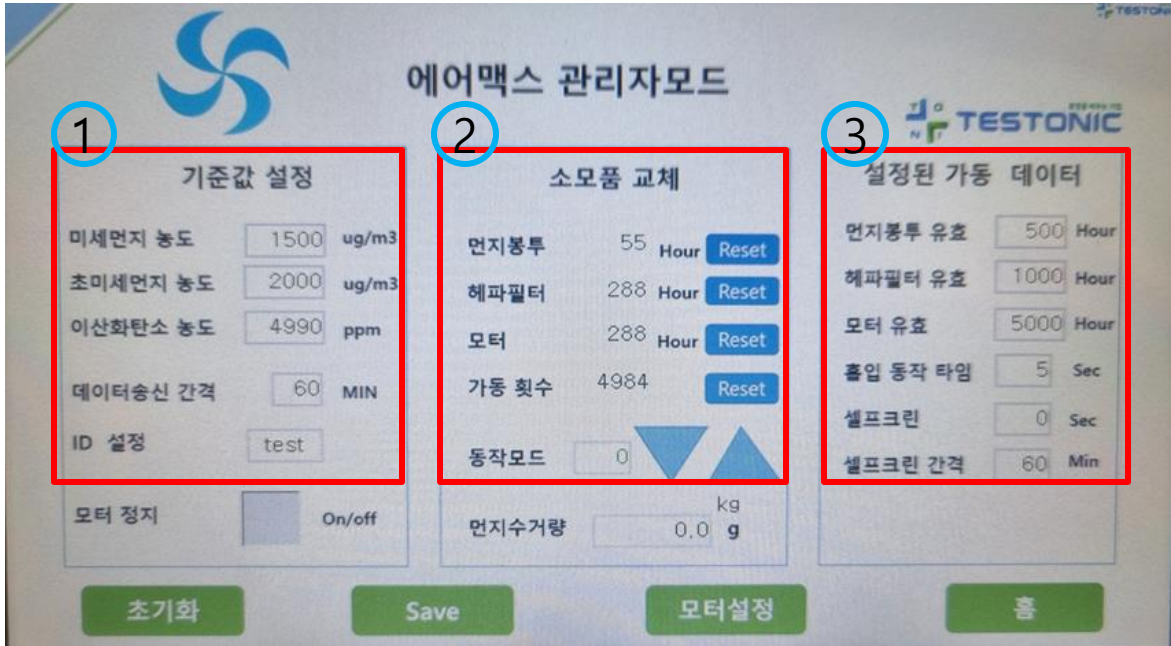 TESTONIC
에어맥스 관리자모드
TESTONIC
1
기준값 설정
미세먼지 농도 1500 ug/m3
초미세먼지 농도 2000 ug/m3
이산화탄소 농도 4990 ppm
데이터송신 간격 60 MIN
ID 설정 test
모터 정지 On/off
2
소모품 교체
먼지봉투 55 Hour Reset
헤파필터 288 Hour Reset
모터 288 Hour Reset
가동 횟수 4984 Reset
동작모드 0
kg
먼지수거량 0.0 g
3
설정된 가동 데이터
먼지봉투 유효 500 Hour
헤파필터 유효 1000 Hour
모터 유효 5000 Hour
흡입 동작 타임 5 Sec
셀프크린 0 Sec
셀프크린 간격 60 Min
초기화 Save 모터설정 홈